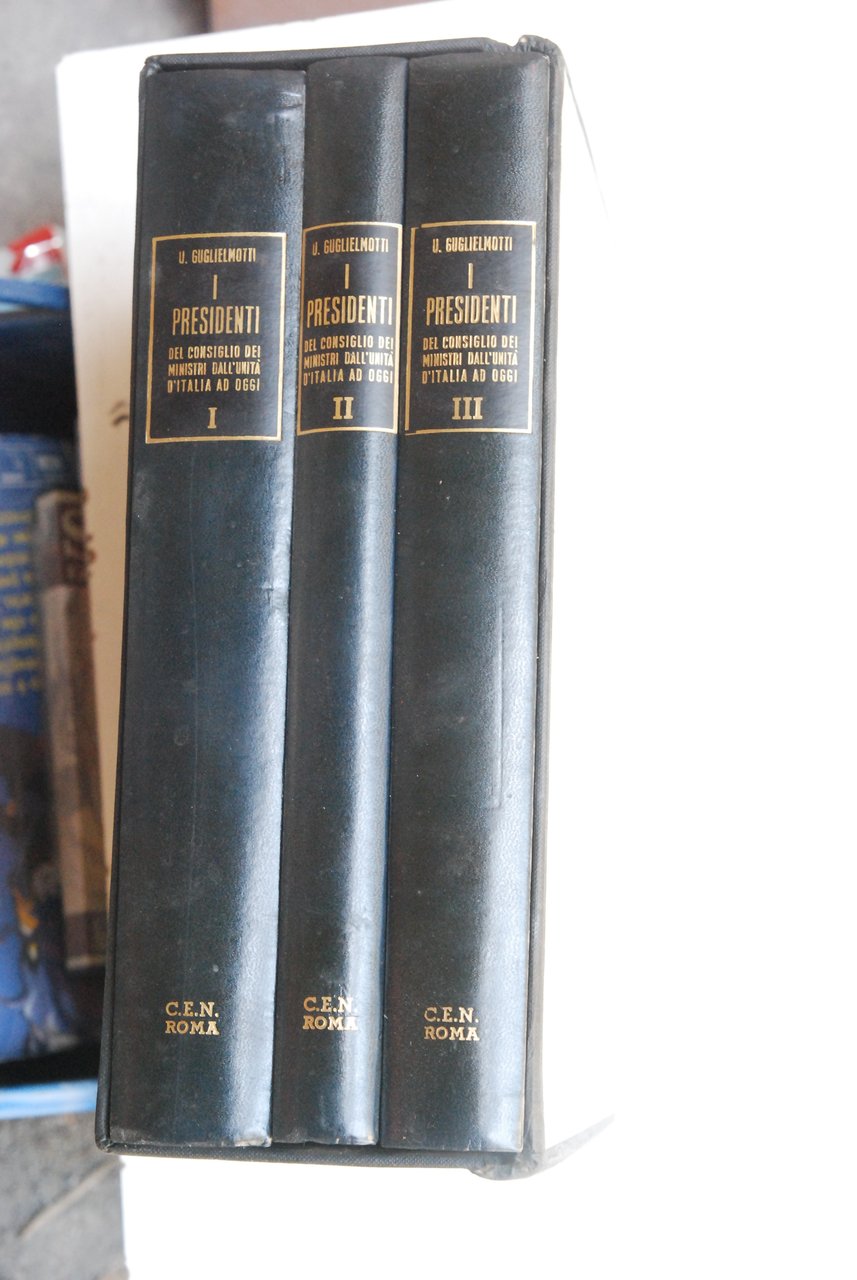 U. GUGLIELMOTTI
I
PRESIDENTI
DEL CONSIGLIO DEI
MINISTRI DALL'UNITÀ
D'ITALIA AD OGGI
I
C.E.N.
ROMA
U. GUGLIELMOTTI
I
PRESIDENTI
DEL CONSIGLIO DEI
MINISTRI DALL'UNITÀ
D'ITALIA AD OGGI
II
C.E.N.
ROMA
U. GUGLIELMOTTI
I
PRESIDENTI
DEL CONSIGLIO DEI
MINISTRI DALL'UNITÀ
D'ITALIA AD OGGI
III
C.E.N.
ROMA